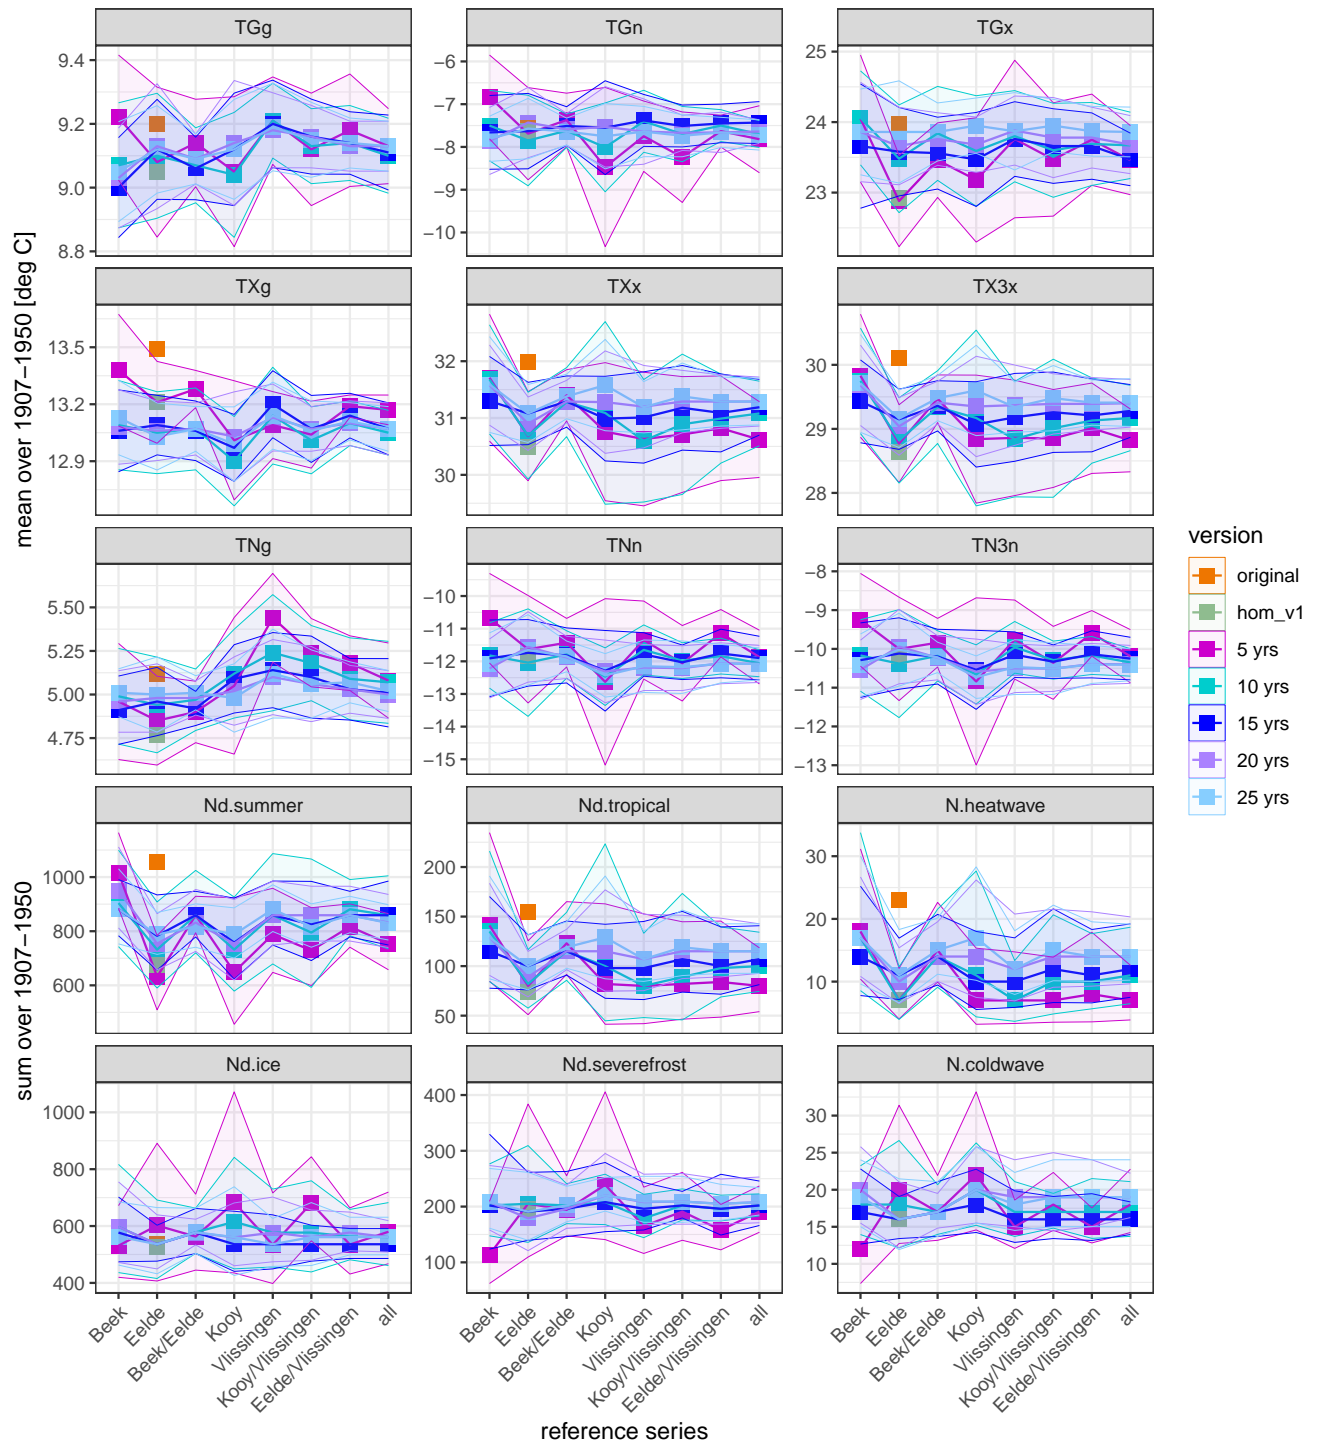 TGg
TGn
TGx
9.4
9.2
9.0
8.8
−6
−7
−8
−9
−10
25
24
23
TXg
TXx
TX3x
13.5
13.2
12.9
32
31
30
30
29
28
TNg
TNn
TN3n
5.50
5.25
5.00
4.75
−10
−11
−12
−13
−14
−15
−8
−9
−10
−11
−12
−13
Nd.summer
Nd.tropical
N.heatwave
1000
800
600
200
150
100
50
30
20
10
Nd.ice
Nd.severefrost
N.coldwave
1000
800
600
400
400
300
200
100
30
25
20
15
10
mean over 1907−1950 [deg C]
sum over 1907−1950
Beek
Eelde
Beek/Eelde
Kooy
Vlissingen
Kooy/Vlissingen
Eelde/Vlissingen
all
Beek
Eelde
Beek/Eelde
Kooy
Vlissingen
Kooy/Vlissingen
Eelde/Vlissingen
all
Beek
Eelde
Beek/Eelde
Kooy
Vlissingen
Kooy/Vlissingen
Eelde/Vlissingen
all
reference series
version
original
hom_v1
5 yrs
10 yrs
15 yrs
20 yrs
25 yrs